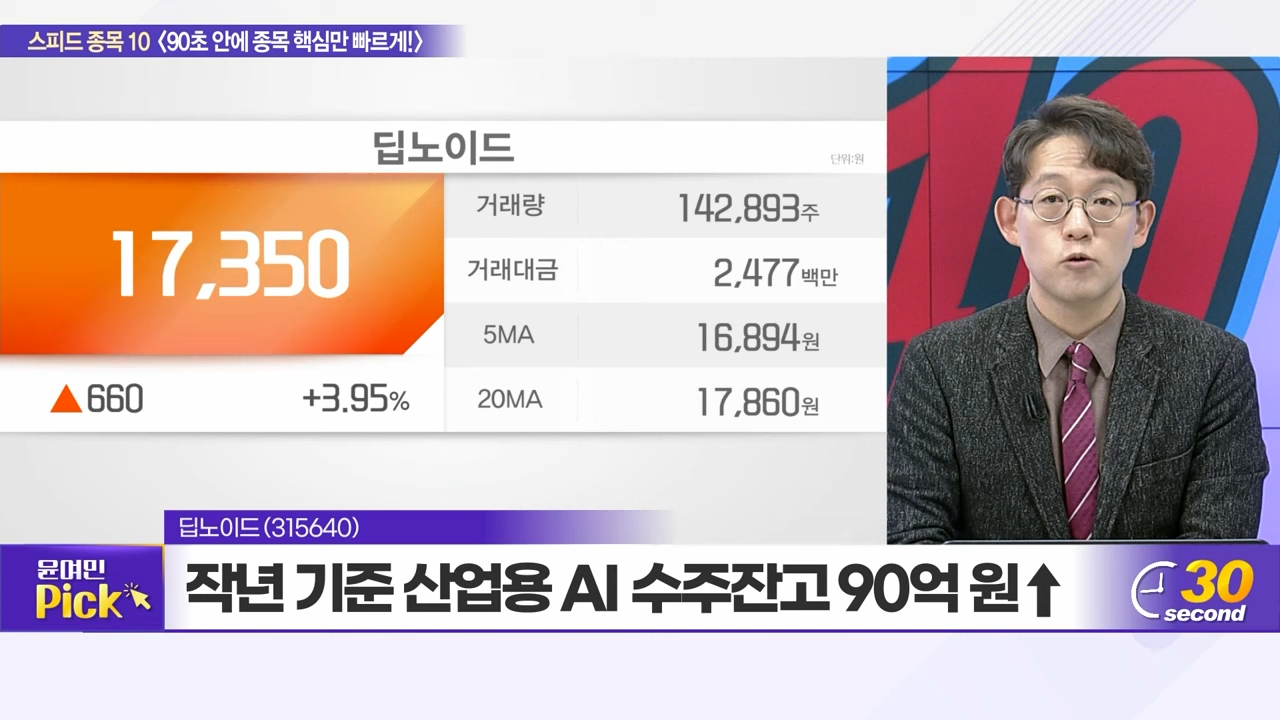 스피드 종목 10 <90초 안에 종목 핵심만 빠르게!>
딥노이드
단위:원
17,350
▲660 +3.95%
거래량 142,893주
거래대금 2,477백만
5MA 16,894원
20MA 17,860원
10
딥노이드 (315640)
윤여민
Pick
작년 기준 산업용 AI 수주잔고 90억 원↑
30
second